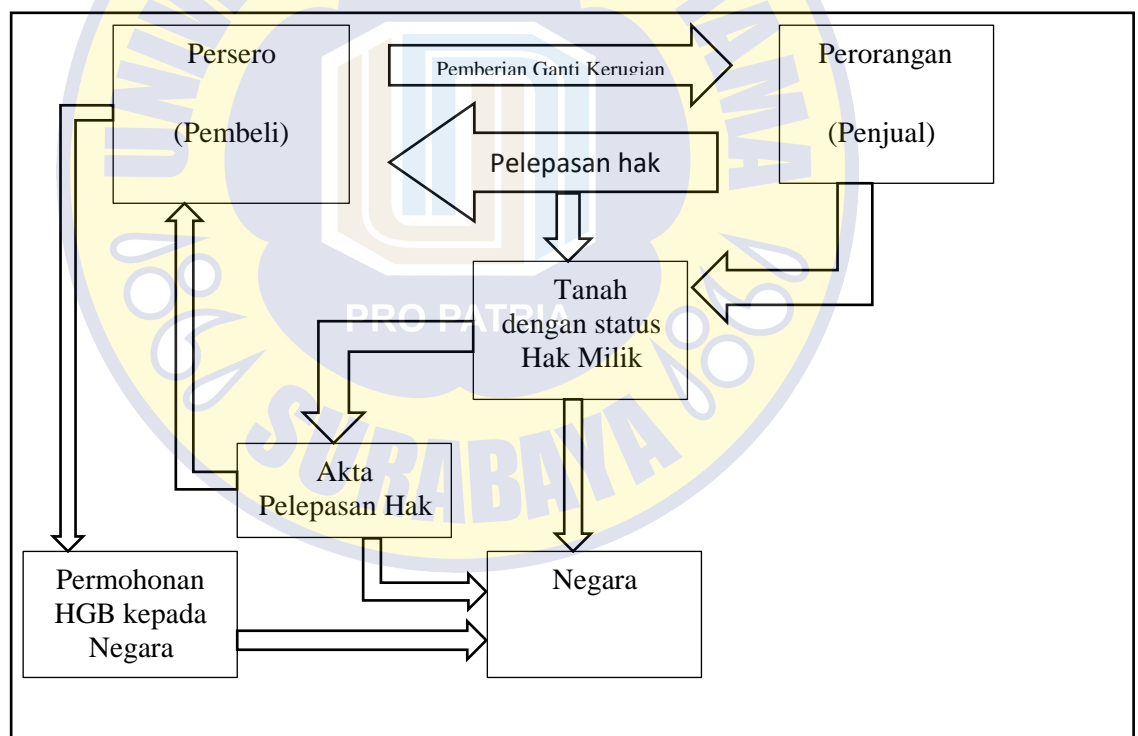 Persero
(Pembeli)
Pemberian Ganti Kerugian
Perorangan
(Penjual)
Pelepasan hak
Tanah
dengan status
Hak Milik
PRO PATRIA
Akta
Pelepasan Hak
SURABAYA
Permohonan
HGB kepada
Negara
Negara